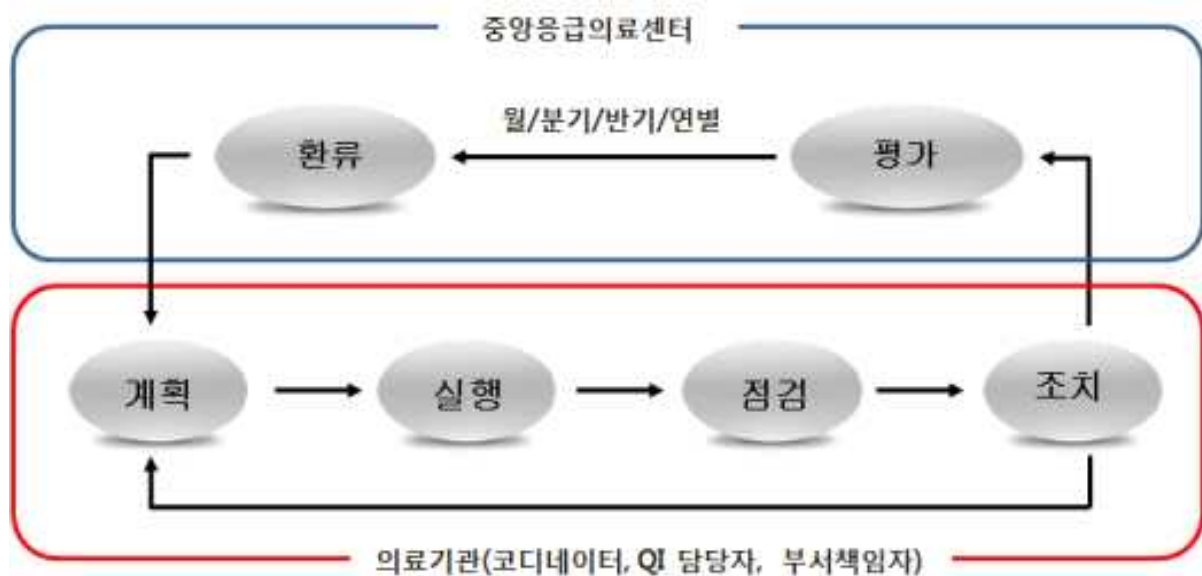 중앙응급의료센터
월/분기/반기/연별
환류
평가
계획
실행
점검
조치
의료기관(코디네이터, QI 담당자, 부서책임자)